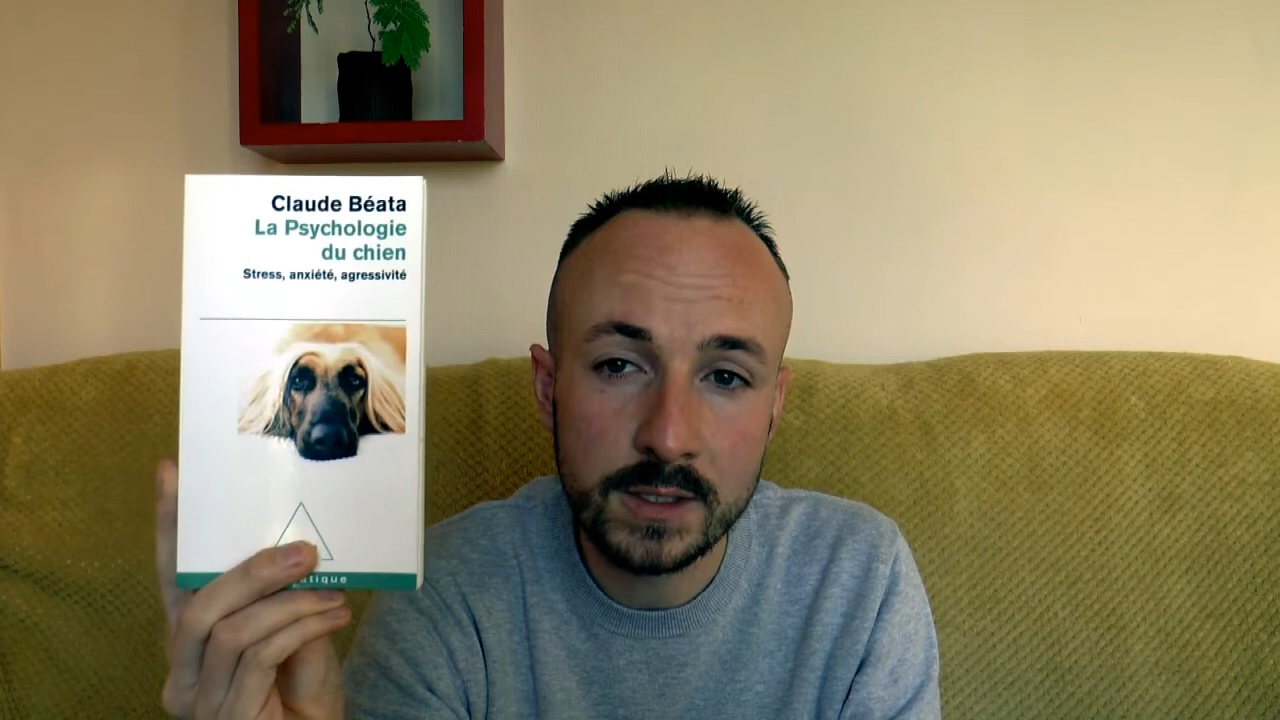 Claude Béata
La Psychologie
du chien
Stress, anxiété, agressivité